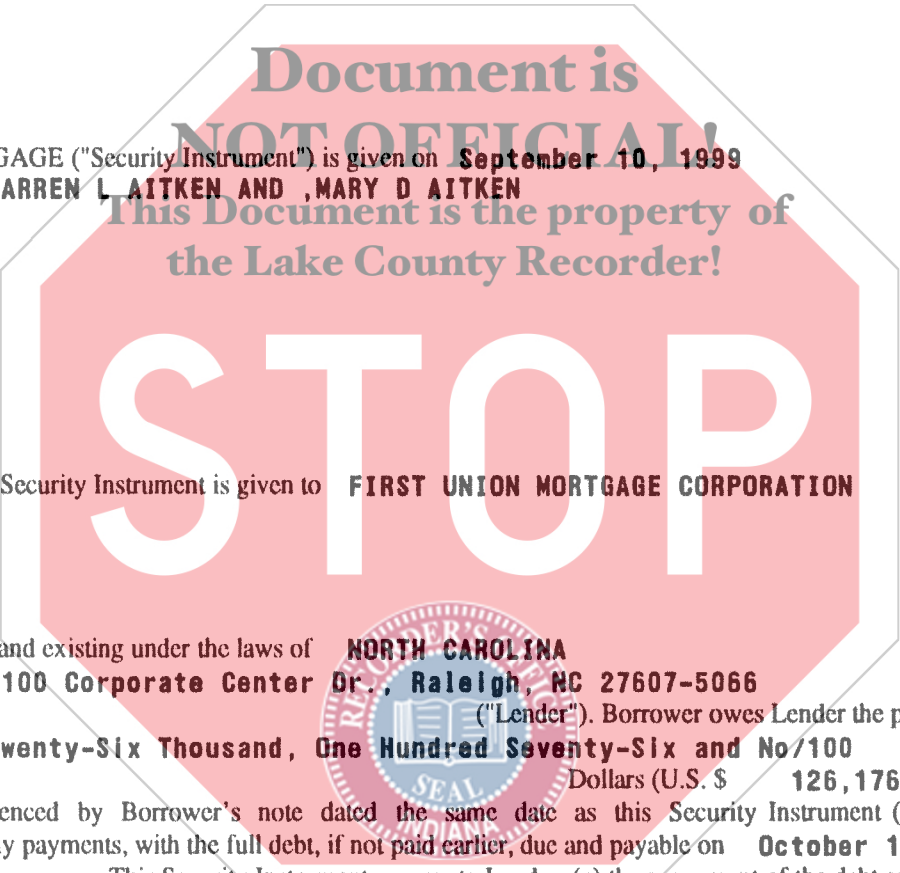 Document is
NOT OFFICIAL!
GAGE ("Security Instrument") is given on September 10, 1999
ARREN L AITKEN AND ,MARY D AITKEN
This Document is the property of
the Lake County Recorder!
STOP
Security Instrument is given to FIRST UNION MORTGAGE CORPORATION
and existing under the laws of NORTH CAROLINA
100 Corporate Center Dr., Raleigh, NC 27607-5066
("Lender"). Borrower owes Lender the p
wenty-Six Thousand, One Hundred Seventy-Six and No/100
Dollars (U.S. $ 126,176
enced by Borrower's note dated the same date as this Security Instrument (
y payments, with the full debt, if not paid earlier, due and payable on October 1
RECORDER'S OFFICE
SEAL
INDIANA